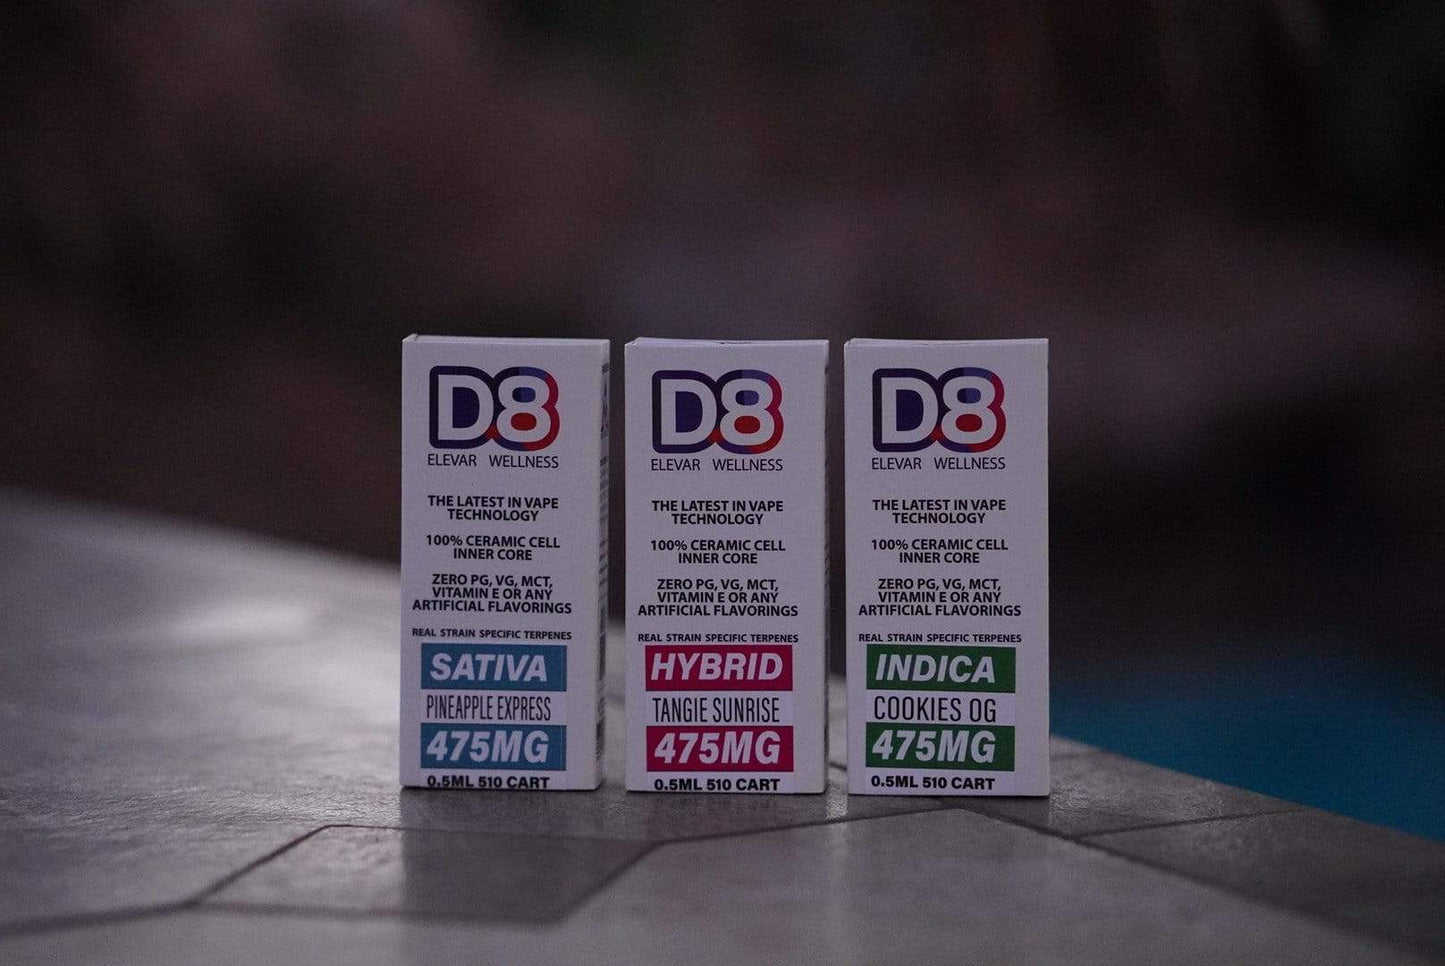 D8
ELEVAR WELLNESS
THE LATEST IN VAPE
TECHNOLOGY
100% CERAMIC CELL
INNER CORE
ZERO PG, VG, MCT,
VITAMIN E OR ANY
ARTIFICIAL FLAVORINGS
REAL STRAIN SPECIFIC TERPENES
SATIVA
PINEAPPLE EXPRESS
475MG
0.5ML 510 CART
D8
ELEVAR WELLNESS
THE LATEST IN VAPE
TECHNOLOGY
100% CERAMIC CELL
INNER CORE
ZERO PG, VG, MCT,
VITAMIN E OR ANY
ARTIFICIAL FLAVORINGS
REAL STRAIN SPECIFIC TERPENES
HYBRID
TANGIE SUNRISE
475MG
0.5ML 510 CART
D8
ELEVAR WELLNESS
THE LATEST IN VAPE
TECHNOLOGY
100% CERAMIC CELL
INNER CORE
ZERO PG, VG, MCT,
VITAMIN E OR ANY
ARTIFICIAL FLAVORINGS
REAL STRAIN SPECIFIC TERPENES
INDICA
COOKIES OG
475MG
0.5ML 510 CART